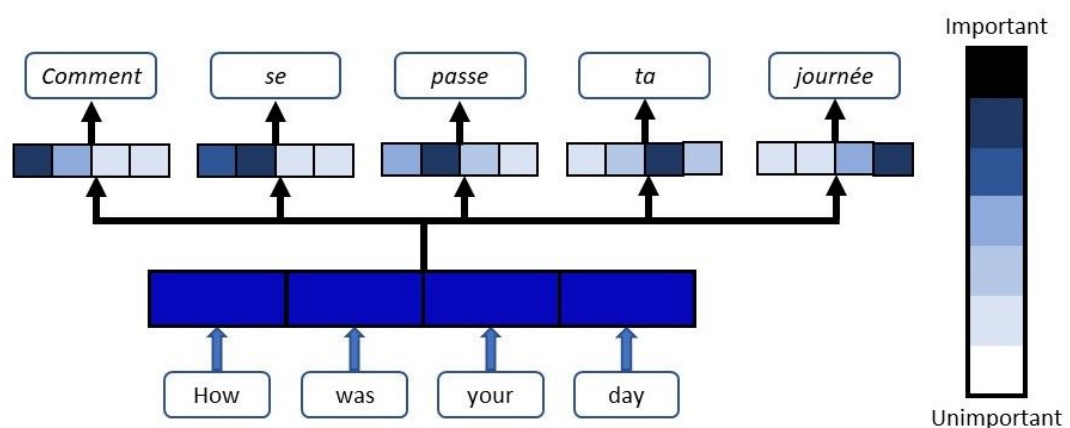 Important
Comment
se
passe
ta
journée
How
was
your
day
Unimportant